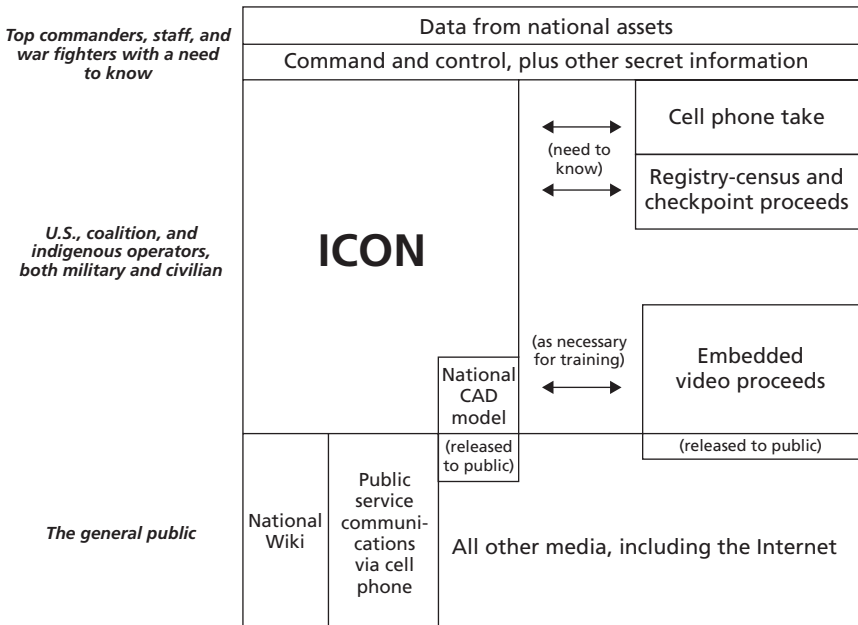 Top commanders, staff, and
war fighters with a need
to know
Data from national assets
Command and control, plus other secret information
U.S., coalition, and
indigenous operators,
both military and civilian
ICON
(need to
know)
Cell phone take
Registry-census and
checkpoint proceeds
National
CAD
model
(as necessary
for training)
Embedded
video proceeds
(released
to public)
(released to public)
The general public
National
Wiki
Public
service
communi-
cations
via cell
phone
All other media, including the Internet